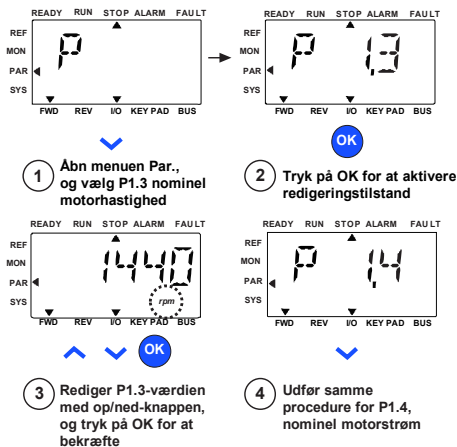 READY RUN STOP ALARM FAULT
REF
MON
PAR
SYS
P
FWD REV I/O KEYPAD BUS
1 Åbn menuen Par.,
og vælg P1.3 nominel
motorhastighed
READY RUN STOP ALARM FAULT
REF
MON
PAR
SYS
P 1,3
FWD REV I/O KEYPAD BUS
OK
2 Tryk på OK for at aktivere
redigeringstilstand
READY RUN STOP ALARM FAULT
REF
MON
PAR
SYS
1440
rpm
FWD REV I/O KEYPAD BUS
OK
3 Rediger P1.3-værdien
med op/ned-knappen,
og tryk på OK for at
bekræfte
READY RUN STOP ALARM FAULT
REF
MON
PAR
SYS
P 1,4
FWD REV I/O KEYPAD BUS
4 Udfør samme
procedure for P1.4,
nominel motorstrøm